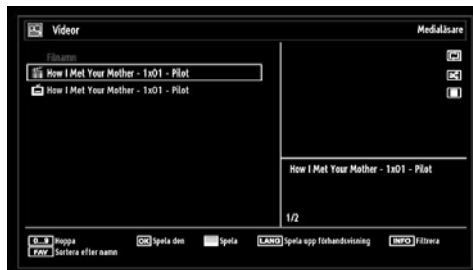 Videor
Medialäsare
Filnamn
How I Met Your Mother - 1x01 - Pilot
How I Met Your Mother - 1x01 - Pilot
How I Met Your Mother - 1x01 - Pilot
1/2
0...9 Hoppa OK Spela den Spela LANG Spela upp förhandsvisning INFO Filtrera
FAV Sortera efter namn